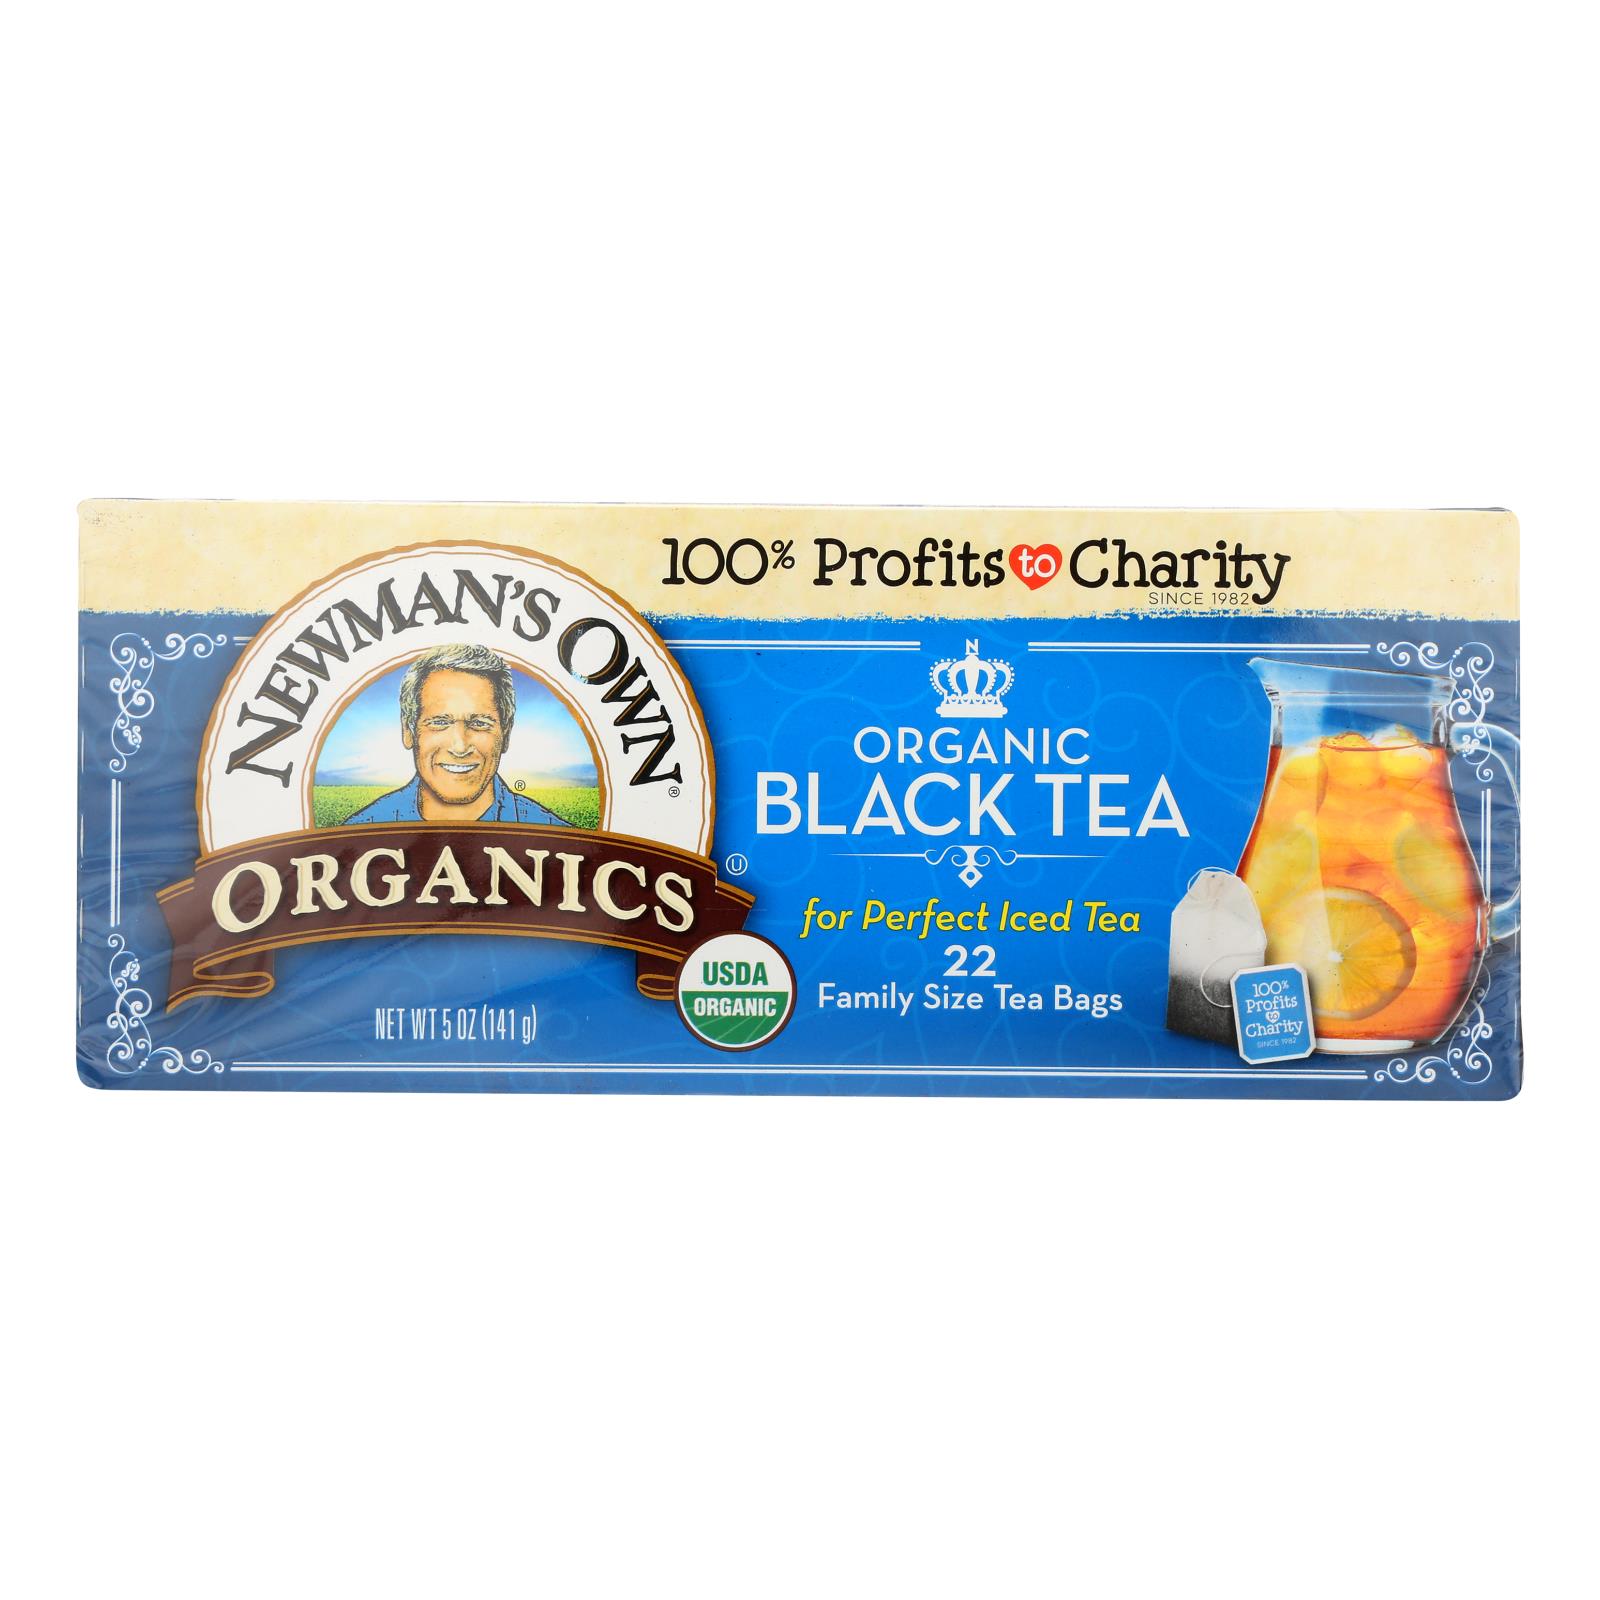 100% Profits to Charity
SINCE 1982
NEWMAN'S OWN®
®
ORGANICS
U
USDA
ORGANIC
NET WT 5 OZ (141 g)
N
ORGANIC
BLACK TEA
for Perfect Iced Tea
22
Family Size Tea Bags
100%
Profits
to
Charity
SINCE 1982